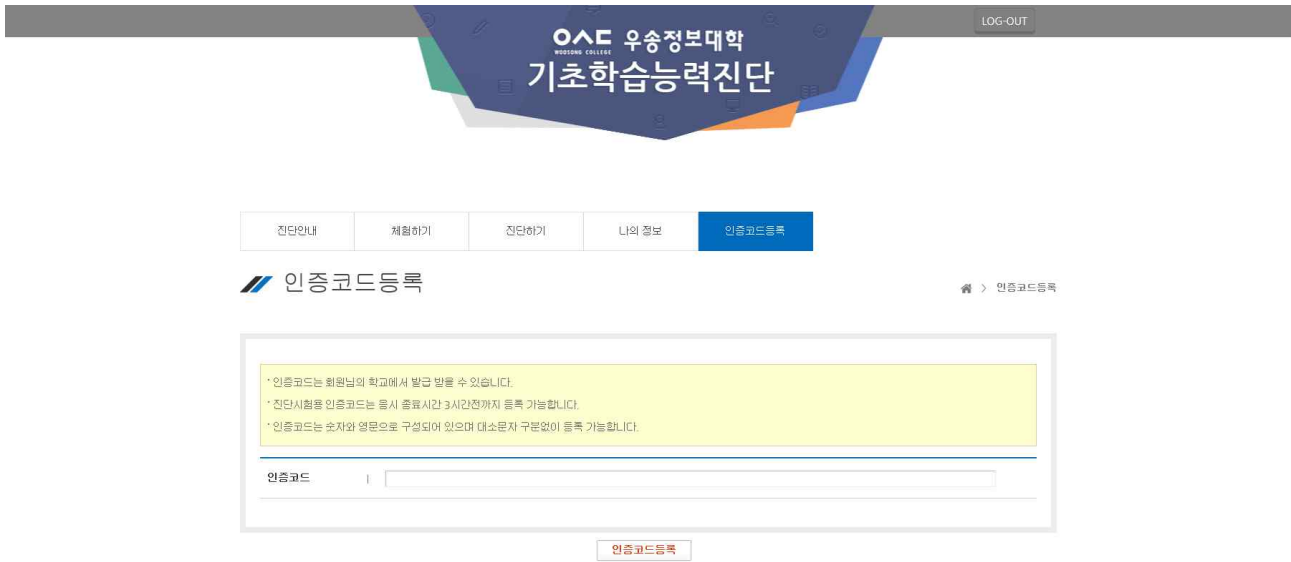 LOG-OUT
우송정보대학
WOOSONG COLLEGE
기초학습능력진단
진단안내
체험하기
진단하기
나의 정보
인증코드등록
인증코드등록
> 인증코드등록
* 인증코드는 회원님의 학교에서 발급 받을 수 있습니다.
* 진단시험용 인증코드는 응시 종료시간 3시간전까지 등록 가능합니다.
* 인증코드는 숫자와 영문으로 구성되어 있으며 대소문자 구분없이 등록 가능합니다.
인증코드 |
인증코드등록